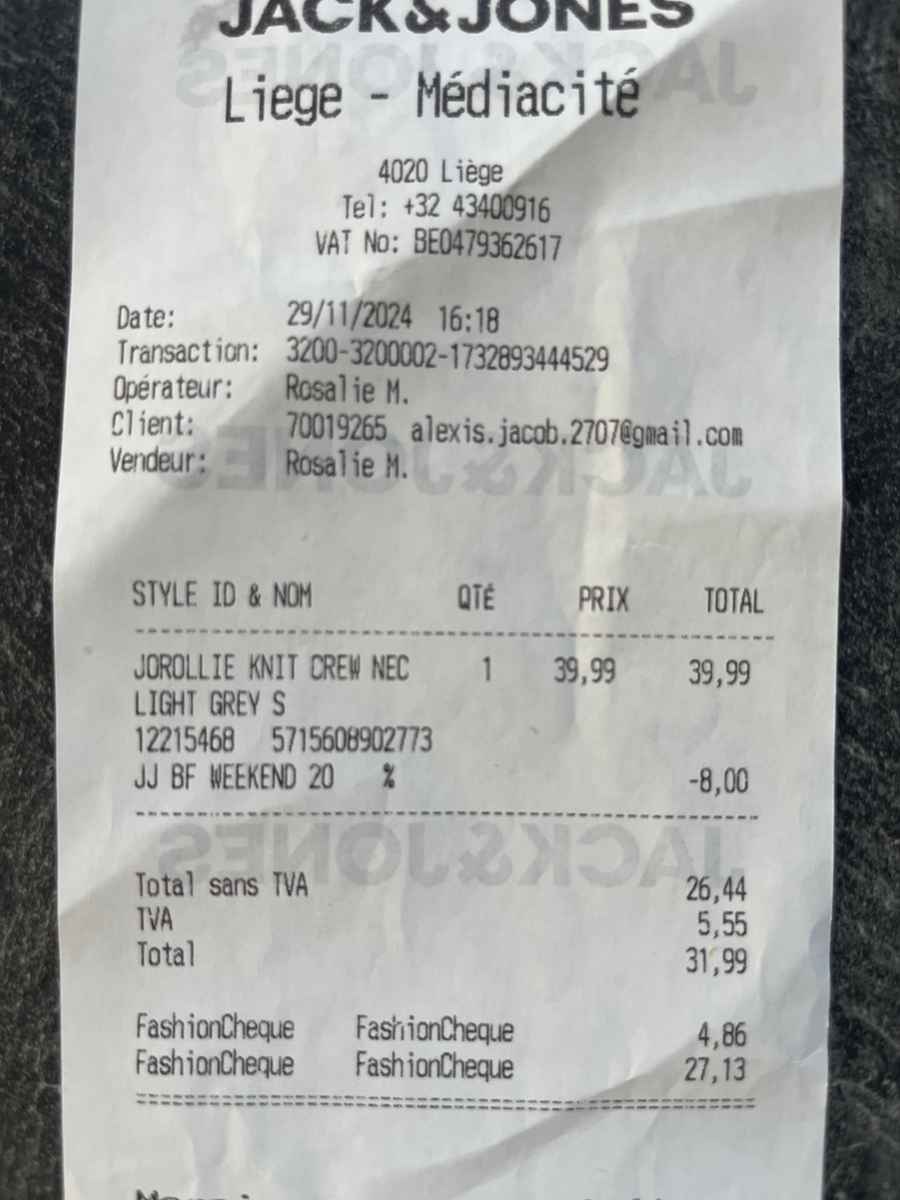 JACK&JONES
Liege - Médiacité
4020 Liège
Tel: +32 43400916
VAT No: BE0479362617
Date: 29/11/2024 16:18
Transaction: 3200-3200002-1732893444529
Opérateur: Rosalie M.
Client: 70019265 alexis.jacob.2707@gmail.com
Vendeur: Rosalie M.
STYLE ID & NOM QTÉ PRIX TOTAL
JOROLLIE KNIT CREW NEC 1 39,99 39,99
LIGHT GREY S
12215468 5715608902773
JJ BF WEEKEND 20 % -8,00
Total sans TVA 26,44
TVA 5,55
Total 31,99
FashionCheque FashionCheque 4,86
FashionCheque FashionCheque 27,13